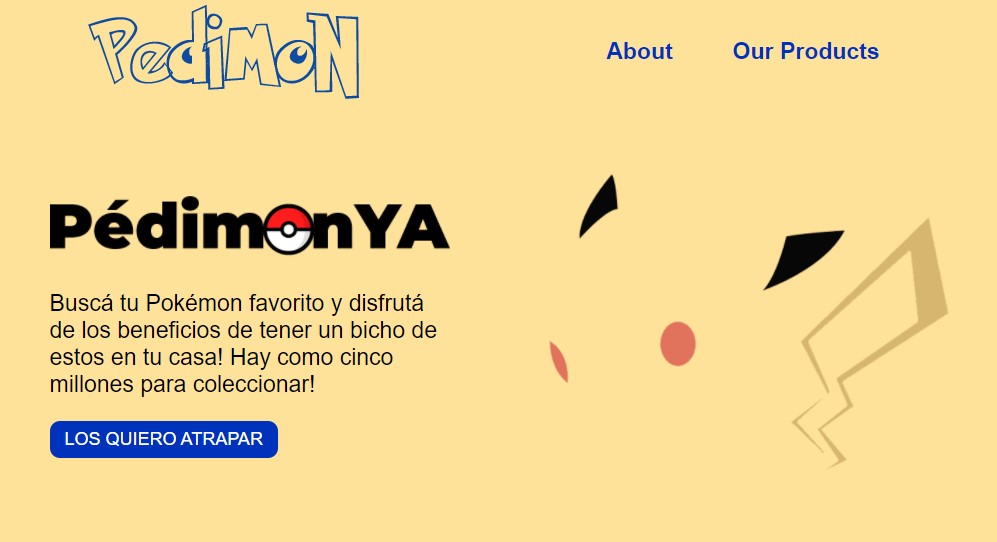 PediMoN
About
Our Products
PédimonYA
Buscá tu Pokémon favorito y disfrutá
de los beneficios de tener un bicho de
estos en tu casa! Hay como cinco
millones para coleccionar!
LOS QUIERO ATRAPAR